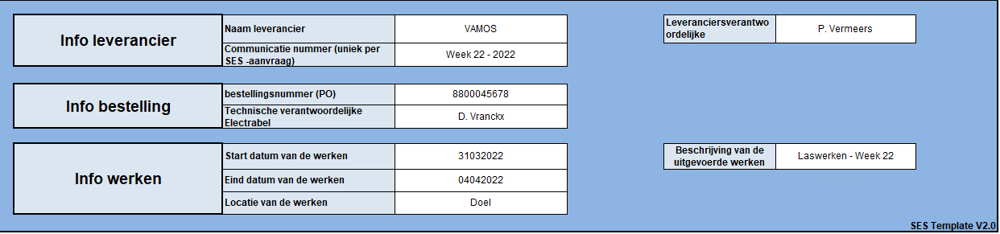 Info leverancier
Naam leverancier
VAMOS
Leveranciersverantwo
ordelijke
P. Vermeers
Communicatie nummer (uniek per
SES -aanvraag)
Week 22 - 2022
Info bestelling
bestellingsnummer (PO)
8800045678
Technische verantwoordelijke
Electrabel
D. Vranckx
Info werken
Start datum van de werken
31032022
Beschrijving van de
uitgevoerde werken
Laswerken - Week 22
Eind datum van de werken
04042022
Locatie van de werken
Doel
SES Template V2.0